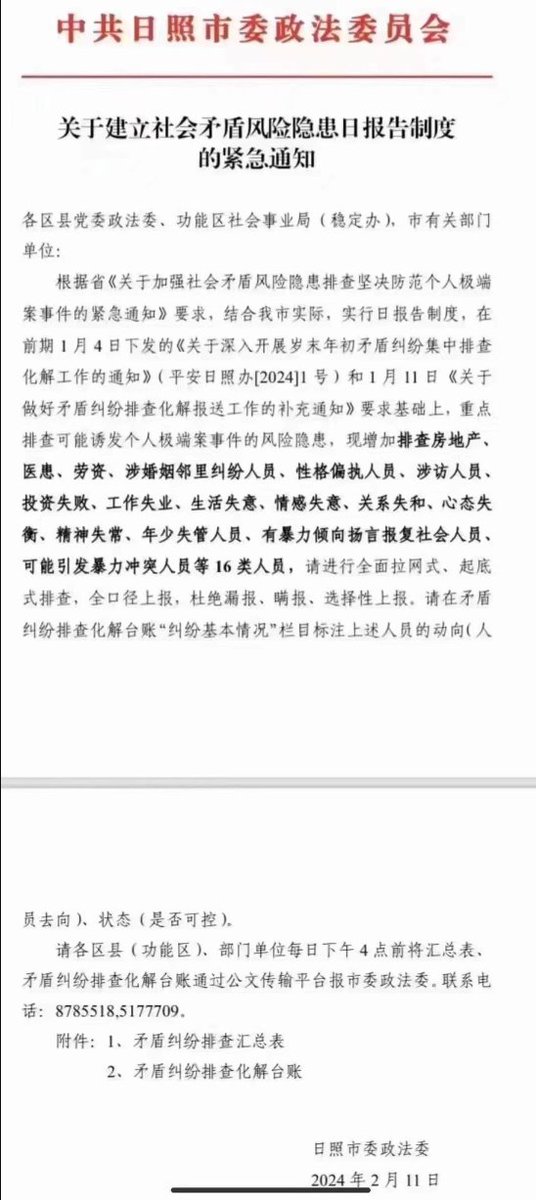 中共日照市委政法委员会
关于建立社会矛盾风险隐患日报告制度
的紧急通知
各区县党委政法委、功能区社会事业局（稳定办），市有关部门
单位：
根据省《关于加强社会矛盾风险隐患排查坚决防范个人极端
案事件的紧急通知》要求，结合我市实际，实行日报告制度，在
前期1月4日下发的《关于深入开展岁末年初矛盾纠纷集中排查
化解工作的通知》（平安日照办[2024]1号）和1月11日《关于
做好矛盾纠纷排查化解报送工作的补充通知》要求基础上，重点
排查可能诱发个人极端案事件的风险隐患，现增加排查房地产、
医患、劳资、涉婚姻邻里纠纷人员、性格偏执人员、涉访人员、
投资失败、工作失业、生活失意、情感失意、关系失和、心态失
衡、精神失常、年少失管人员、有暴力倾向扬言报复社会人员、
可能引发暴力冲突人员等16类人员，请进行全面拉网式、起底
式排查，全口径上报，杜绝漏报、瞒报、选择性上报。请在矛盾
纠纷排查化解台账“纠纷基本情况”栏目标注上述人员的动向（人
员去向）、状态（是否可控）。
请各区县（功能区）、部门单位每日下午4点前将汇总表、
矛盾纠纷排查化解台账通过公文传输平台报市委政法委。联系电
话：8785518,5177709。
附件：1、矛盾纠纷排查汇总表
2、矛盾纠纷排查化解台账
日照市委政法委
2024年2月11日